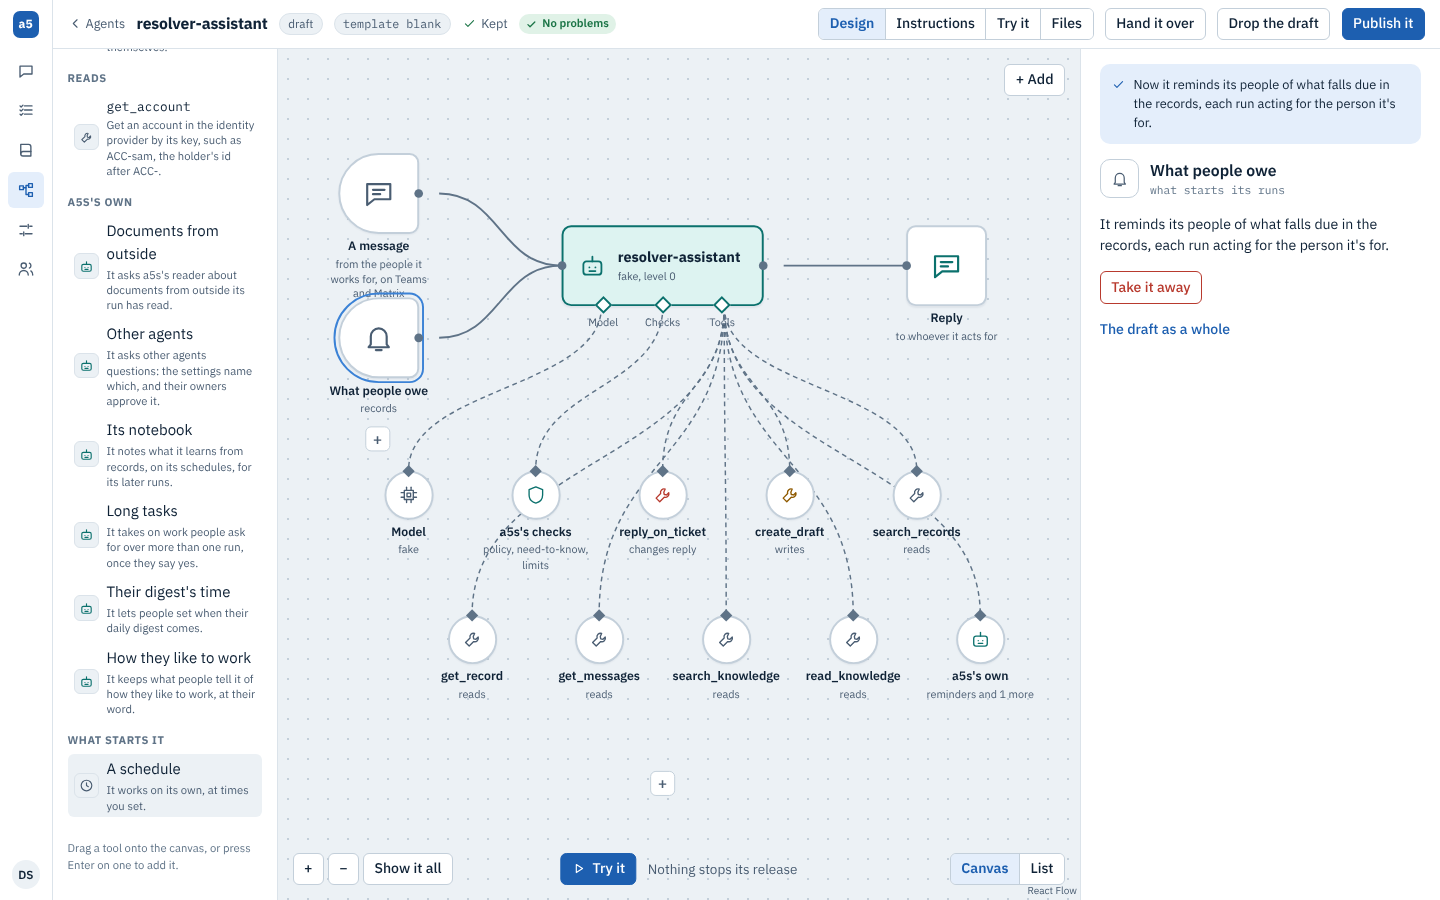 a5
Agents
resolver-assistant
draft
template blank
Kept
No problems
Design
Instructions
Try it
Files
Hand it over
Drop the draft
Publish it
themselves.
READS
get_account
Get an account in the identity
provider by its key, such as
ACC-sam, the holder's id
after ACC-.
A5S'S OWN
Documents from
outside
It asks a5s's reader about
documents from outside its
run has read.
Other agents
It asks other agents
questions: the settings name
which, and their owners
approve it.
Its notebook
It notes what it learns from
records, on its schedules, for
its later runs.
Long tasks
It takes on work people ask
for over more than one run,
once they say yes.
Their digest's time
It lets people set when their
daily digest comes.
How they like to work
It keeps what people tell it of
how they like to work, at their
word.
WHAT STARTS IT
A schedule
It works on its own, at times
you set.
Drag a tool onto the canvas, or press
Enter on one to add it.
DS
+ Add
A message
from the people it
works for, on Teams
and Matrix
What people owe
records
+
resolver-assistant
fake, level 0
Model
Checks
Tools
Reply
to whoever it acts for
Model
fake
a5s's checks
policy, need-to-know,
limits
reply_on_ticket
changes reply
create_draft
writes
search_records
reads
get_record
reads
get_messages
reads
search_knowledge
reads
read_knowledge
reads
a5s's own
reminders and 1 more
+
+
−
Show it all
Try it
Nothing stops its release
Canvas
List
React Flow
Now it reminds its people of what falls due in
the records, each run acting for the person it's
for.
What people owe
what starts its runs
It reminds its people of what falls due in the
records, each run acting for the person it's for.
Take it away
The draft as a whole